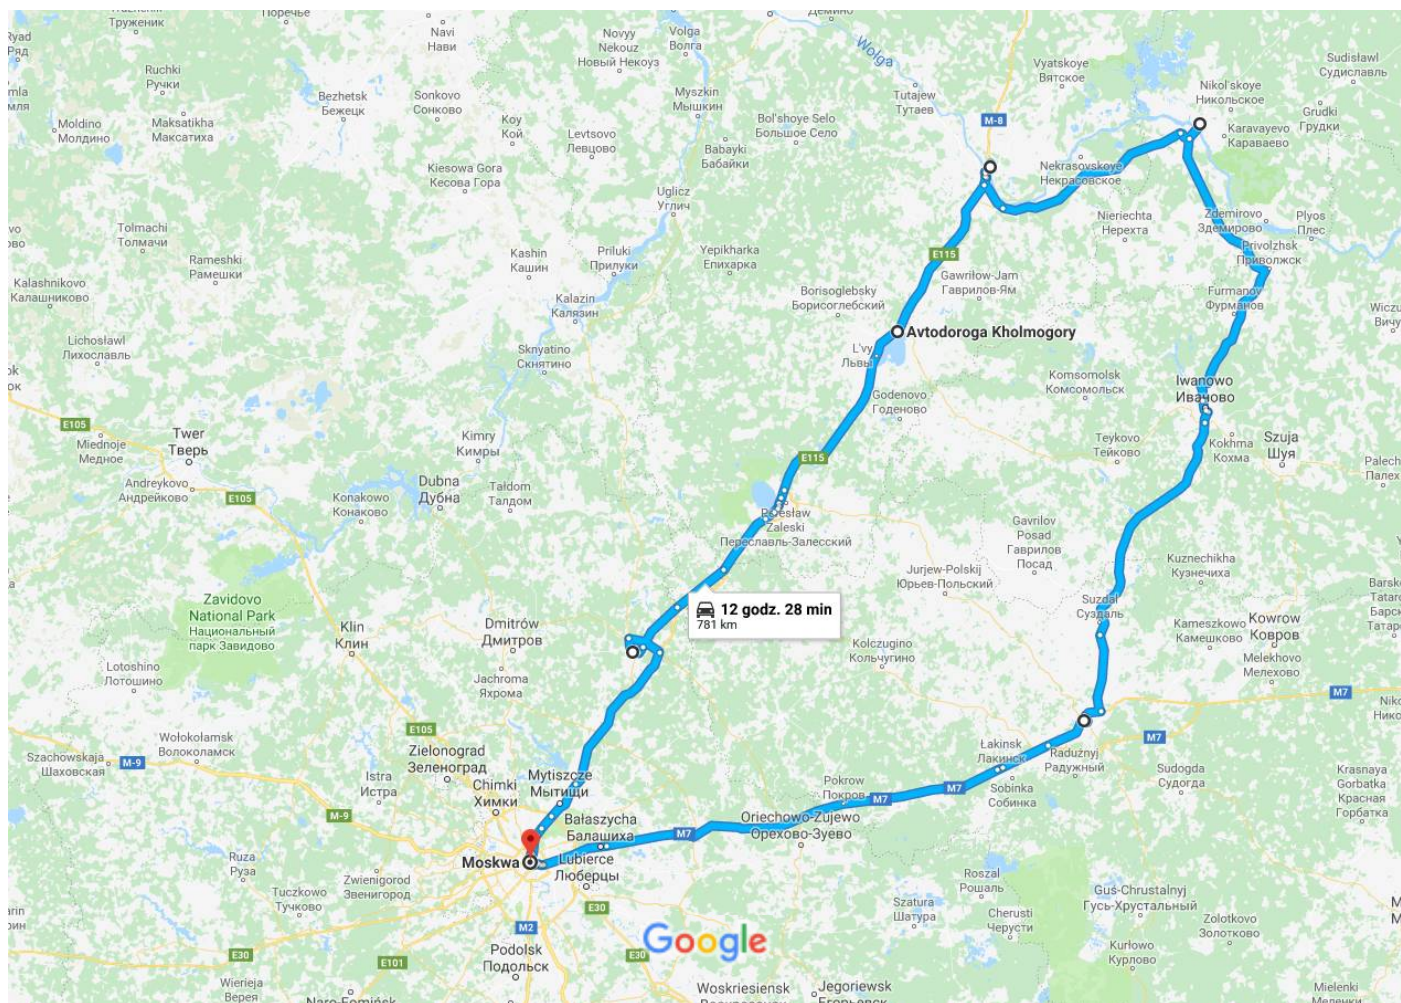 Труженик
Поречье
Navi
Нави
Volga
Волга
Демино
Ryad
Ряд
Ruchki
Ручки
Novyy
Nekouz
Новый Некоуз
Wolga
Vyatskoye
Вятское
Sudisławl
Судиславль
Bezhetsk
Бежецк
Sonkovo
Сонково
Myszkin
Мышкин
Tutajew
Тутаев
Nikol'skoye
Никольское
Moldino
Молдино
Maksatikha
Максатиха
Koy
Кой
Levtsovo
Левцово
Bol'shoye Selo
Большое Село
M-8
Grudki
Грудки
Karavayevo
Караваево
Babayki
Бабайки
Kiesowa Gora
Кесова Гора
Nekrasovskoye
Некрасовское
Uglicz
Углич
Tolmachi
Толмачи
Nieriechta
Нерехта
Zdemirovo
Здемирово
Plyos
Плес
Rameshki
Рамешки
Kashin
Кашин
Priluki
Прилуки
Yepikharka
Епихарка
E115
Privolzhsk
Приволжск
Kalashnikovo
Калашниково
Gawriłow-Jam
Гаврилов-Ям
Kalazin
Калязин
Borisoglebsky
Борисоглебский
Furmanov
Фурманов
Avtodoroga Kholmogory
Lichosławl
Лихославль
Sknyatino
Скнятино
L'vy
Львы
Komsomolsk
Комсомольск
Iwanowo
Иваново
Godenovo
Годеново
E105
Twer
Тверь
Miednoje
Медное
Kimry
Кимры
E115
Teykovo
Тейково
Kokhma
Кохма
Szuja
Шуя
Andreykovo
Андрейково
E105
Konakowo
Конаково
Dubna
Дубна
Tałdom
Талдом
Zaleski
Переславль-Залесский
Gavrilov
Posad
Гаврилов
Посад
Jurjew-Polskij
Юрьев-Польский
Kuznechikha
Кузнечиха
Zavidovo
National Park
Национальный
парк Завидово
Suzdal
Суздаль
12 godz. 28 min
781 km
Klin
Клин
Dmitrów
Дмитров
Kameszkowo
Камешково
Kowrow
Ковров
Kolczugino
Кольчугино
Lotoshino
Лотошино
Jachroma
Яхрома
Melekhovo
Мелехово
M7
Wołokołamsk
Волоколамск
E105
Zielonograd
Зеленоград
Szachowskaja
Шаховская
M-9
Istra
Истра
Chimki
Химки
Mytiszcze
Мытищи
Łakinsk
Лакинск
Radużnyj
Радужный
M7
Sudogda
Судогда
Sobinka
Собинка
Pokrow
Покров
M7
M7
Krasnaya
Gorbatka
Красная
Горбатка
M-9
Bałaszycha
Балашиха
M7
Oriechowo-Zujewo
Орехово-Зуево
Ruza
Руза
Moskwa
Lubierce
Люберцы
Zwienigorod
Звенигород
Tuczkowo
Тучково
Roszal
Рошаль
Gus-Chrustalnyj
Гусь-Хрустальный
E30
Szatura
Шатура
Cherusti
Черусти
Zolotkovo
Золотково
M2
Google
E30
E101
E30
Podolsk
Подольск
Kurłowo
Курлово
Wierieja
Верея
Woskriesiensk
Jegoriewsk
Mielenki